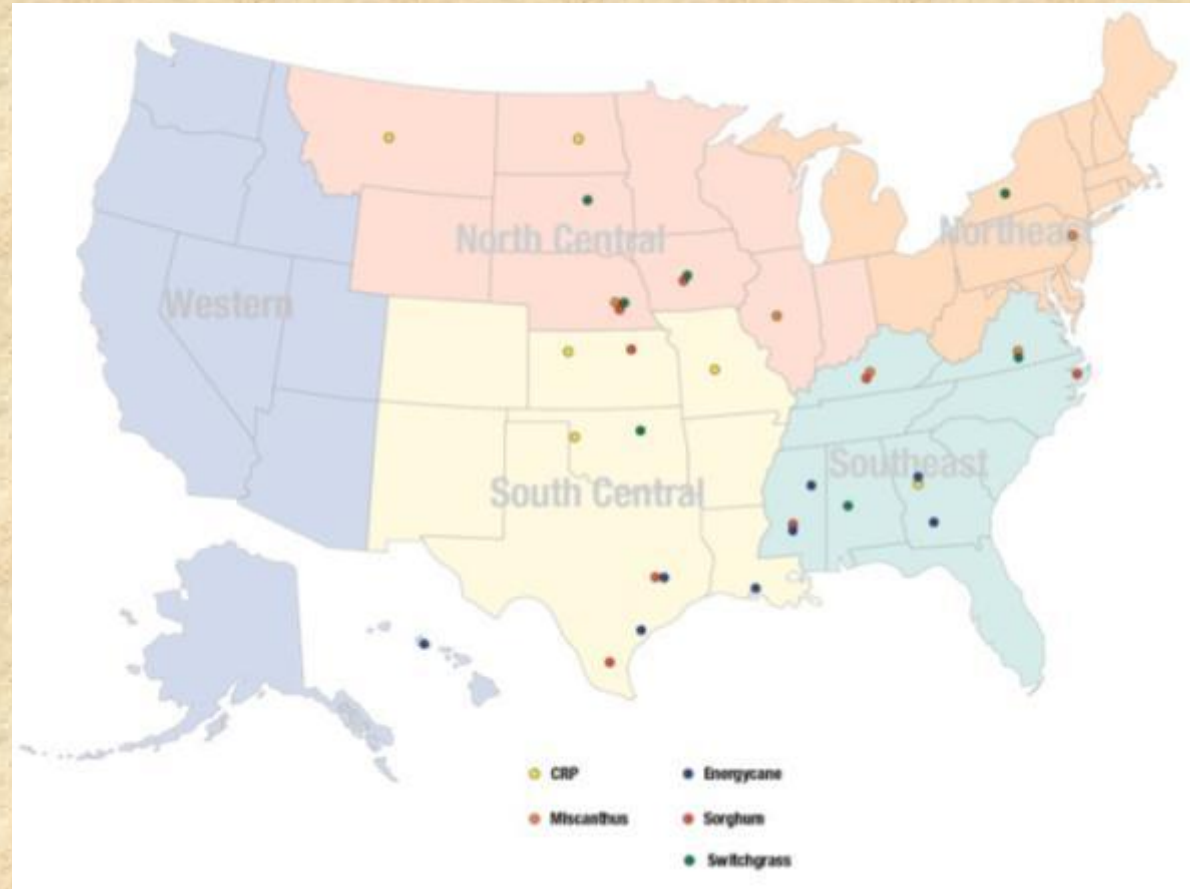 North Central
Northeast
Western
Southeast
South Central
CRP
Energycane
Miscanthus
Sorghum
Switchgrass